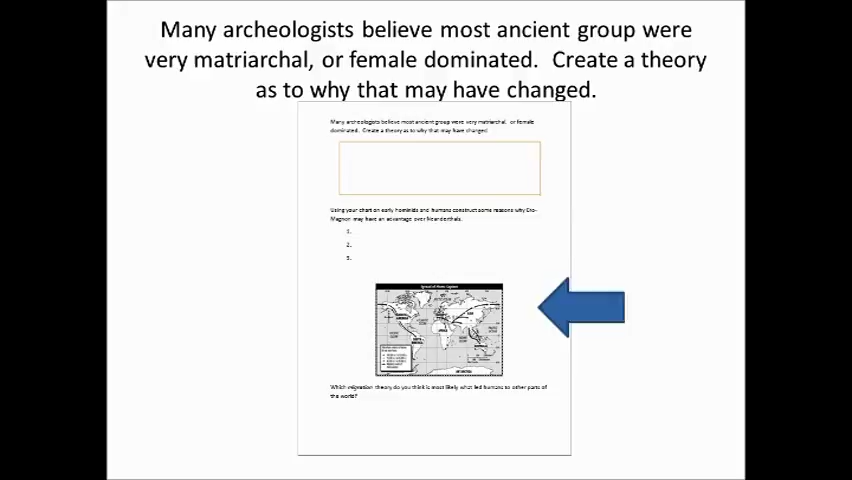 Many archeologists believe most ancient group were
very matriarchal, or female dominated.  Create a theory
as to why that may have changed.
Many archeologists believe most ancient group were very matriarchal, or female
dominated. Create a theory as to why that may have changed
Using your chart on early hominids and humans construct some reasons why Cro-
Magnon may have an advantage over Neanderthals.
1.
2.
3.
Which migration theory do you think is most likely what led humans to other parts of
the world?